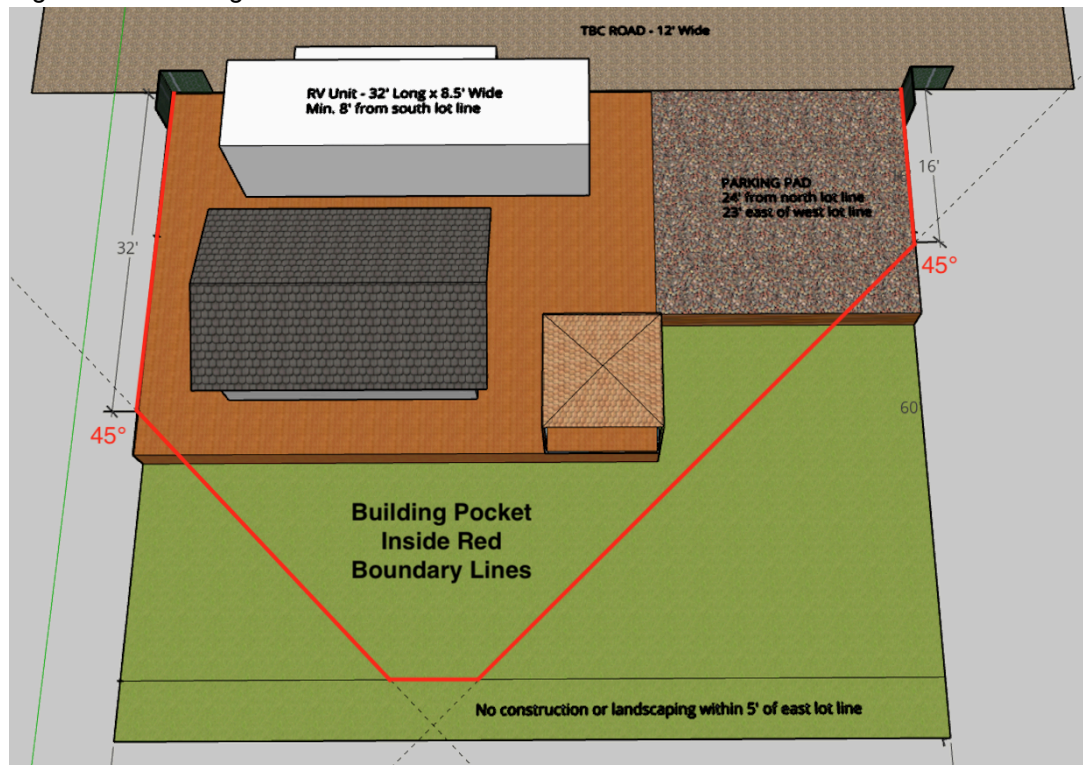 TBC ROAD - 12' Wide
RV Unit - 32' Long x 8.5' Wide
Min. 8' from south lot line
PARKING PAD
24' from north lot line
23' east of west lot line
16'
32'
45°
45°
60'
Building Pocket
Inside Red
Boundary Lines
No construction or landscaping within 5' of east lot line